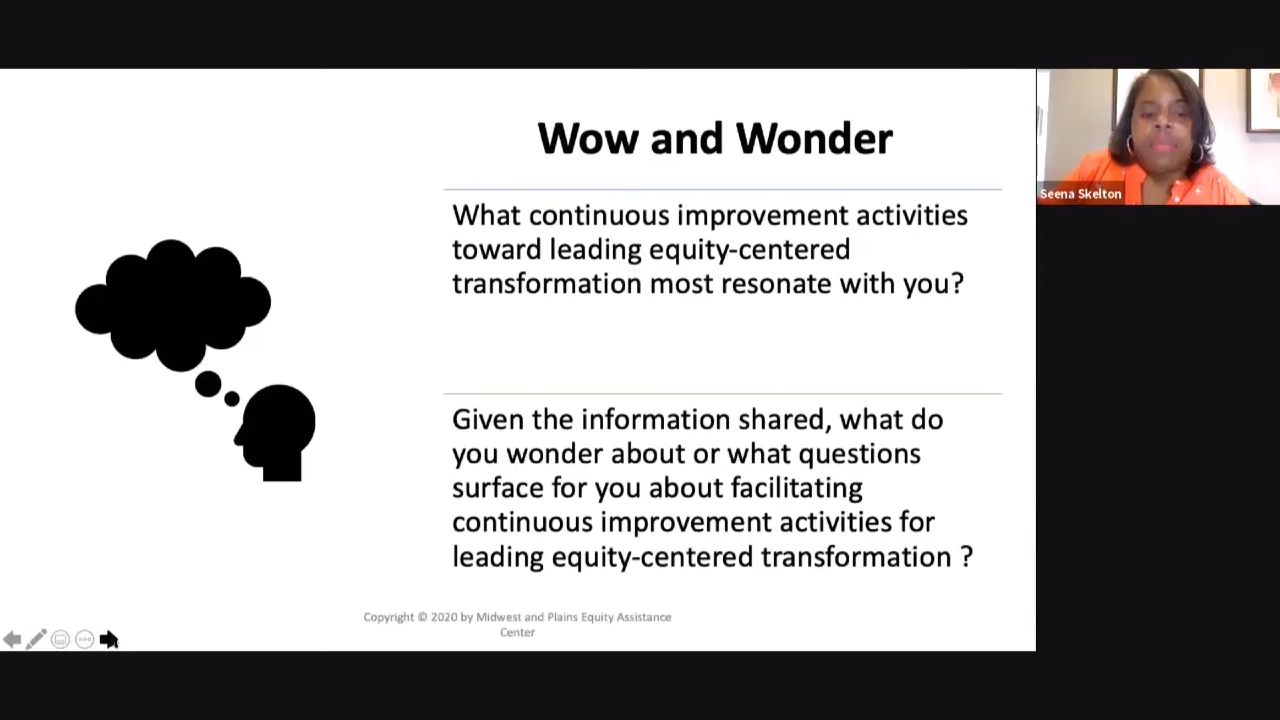 Wow and Wonder
What continuous improvement activities
toward leading equity-centered
transformation most resonate with you?
Given the information shared, what do
you wonder about or what questions
surface for you about facilitating
continuous improvement activities for
leading equity-centered transformation ?
Copyright © 2020 by Midwest and Plains Equity Assistance
Center
Seena Skelton